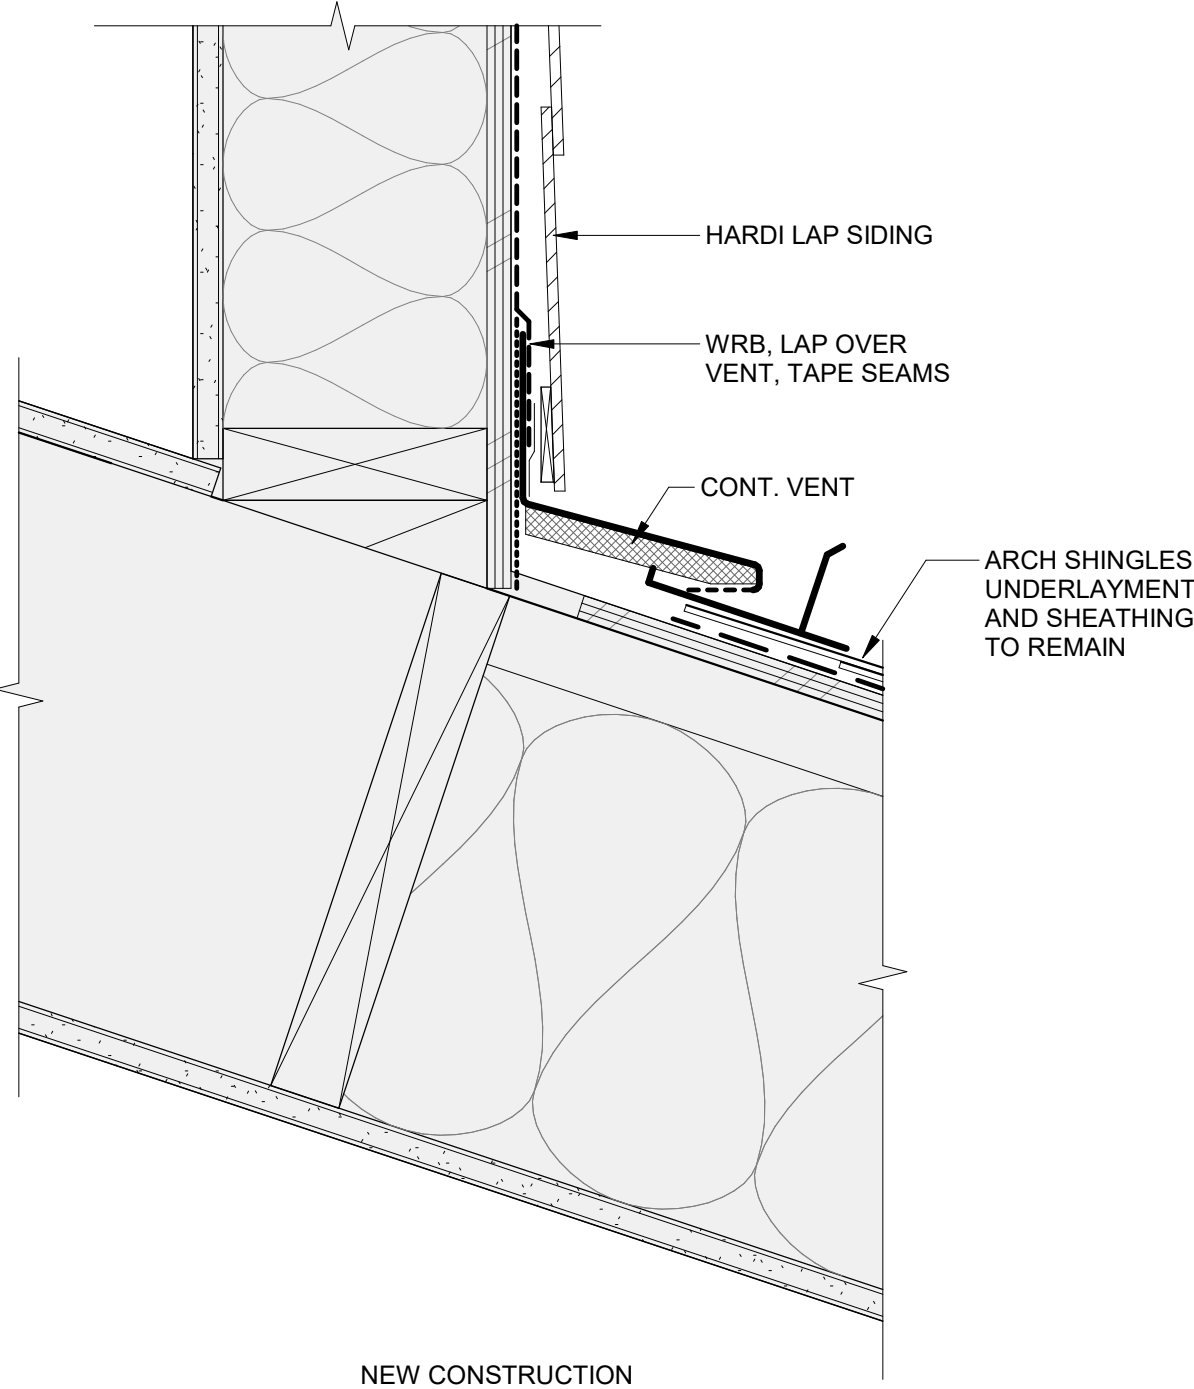 HARDI LAP SIDING
WRB, LAP OVER
VENT, TAPE SEAMS
CONT. VENT
ARCH SHINGLES
UNDERLAYMENT
AND SHEATHING
TO REMAIN
NEW CONSTRUCTION